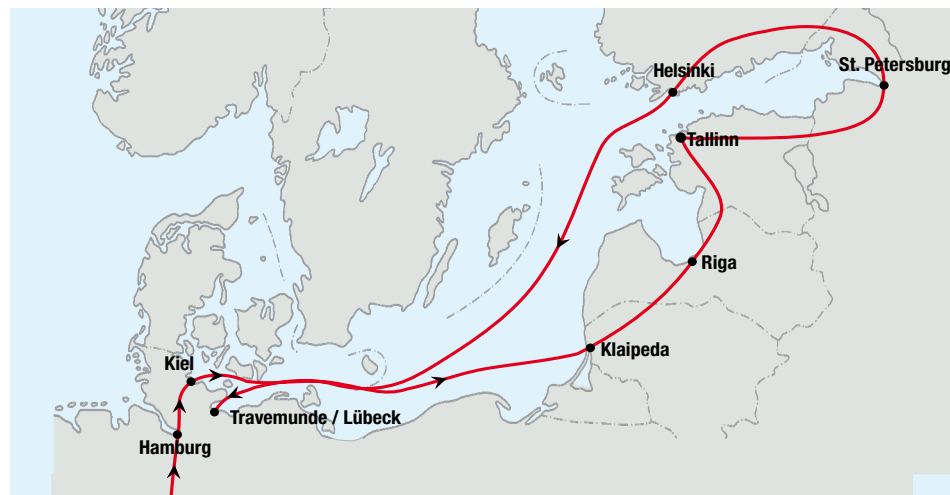 Helsinki
St. Petersburg
Tallinn
Riga
Klaipeda
Kiel
Travemunde / Lübeck
Hamburg